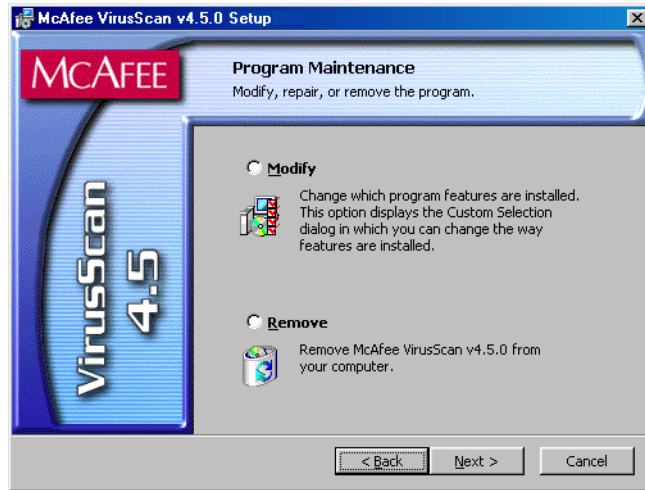 McAfee VirusScan v4.5.0 Setup
McAFEE
Program Maintenance
Modify, repair, or remove the program.
VirusScan
4.5
Modify
Change which program features are installed.
This option displays the Custom Selection
dialog in which you can change the way
features are installed.
Remove
Remove McAfee VirusScan v4.5.0 from
your computer.
< Back
Next >
Cancel